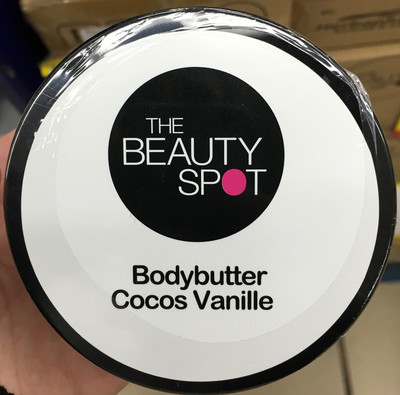 THE
BEAUTY
SPOT
Bodybutter
Cocos Vanille